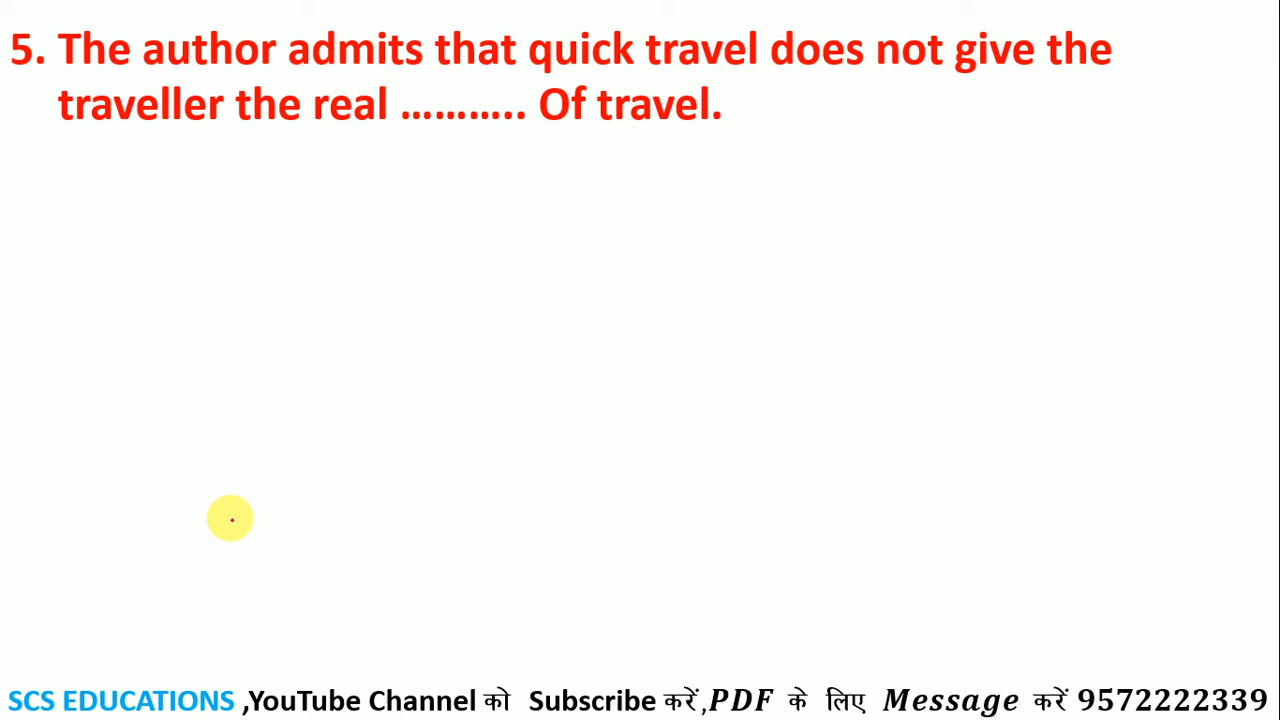 5. The author admits that quick travel does not give the
traveller the real ……….. Of travel.
SCS EDUCATIONS ,YouTube Channel को Subscribe करें,PDF के लिए Message करें 9572222339